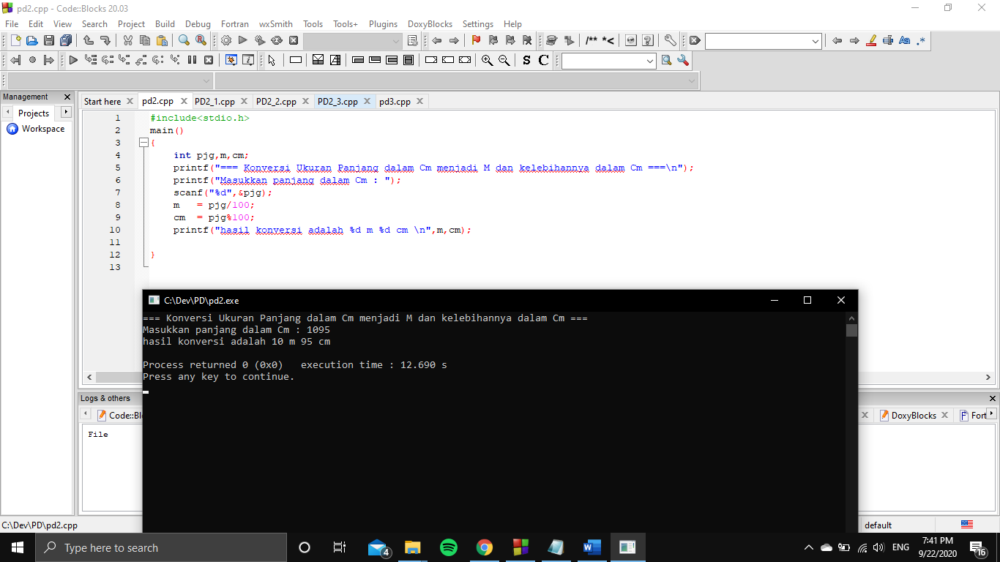 pd2.cpp - Code::Blocks 20.03
File Edit View Search Project Build Debug Fortran wxSmith Tools Tools+ Plugins DoxyBlocks Settings Help
/** *<
Aa .*
S C
Management
Start here pd2.cpp PD2_1.cpp PD2_2.cpp PD2_3.cpp pd3.cpp
Projects
Workspace
1 #include<stdio.h>
2 main()
3 {
4 int pjg,m,cm;
5 printf("=== Konversi Ukuran Panjang dalam Cm menjadi M dan kelebihannya dalam Cm ===\n");
6 printf("Masukkan panjang dalam Cm : ");
7 scanf("%d",&pjg);
8 m = pjg/100;
9 cm = pjg%100;
10 printf("hasil konversi adalah %d m %d cm \n",m,cm);
11
12 }
13
C:\Dev\PD\pd2.exe
=== Konversi Ukuran Panjang dalam Cm menjadi M dan kelebihannya dalam Cm ===
Masukkan panjang dalam Cm : 1095
hasil konversi adalah 10 m 95 cm
Process returned 0 (0x0) execution time : 12.690 s
Press any key to continue.
Logs & others
Code::Bl
DoxyBlocks
Fort
File
C:\Dev\PD\pd2.cpp
default
Type here to search
4
ENG
7:41 PM
9/22/2020
16